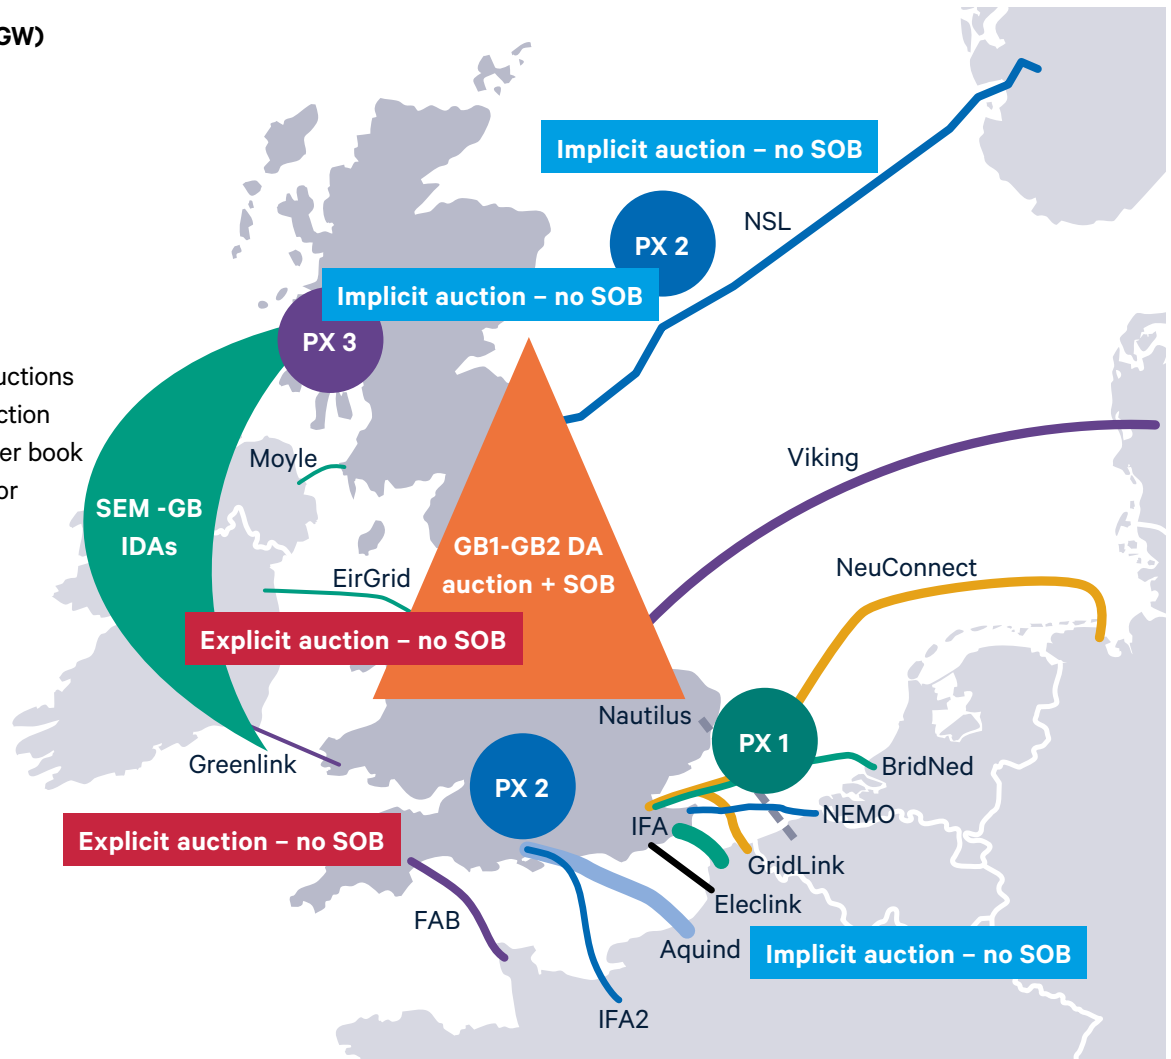 GW)
Implicit auction – no SOB
PX 2
NSL
Implicit auction – no SOB
PX 3
uctions
ction
er book
or
Moyle
Viking
SEM -GB
IDAs
GB1-GB2 DA
auction + SOB
EirGrid
NeuConnect
Explicit auction – no SOB
Nautilus
PX 1
Greenlink
BridNed
PX 2
NEMO
IFA
Explicit auction – no SOB
GridLink
Eleclink
FAB
Aquind
Implicit auction – no SOB
IFA2